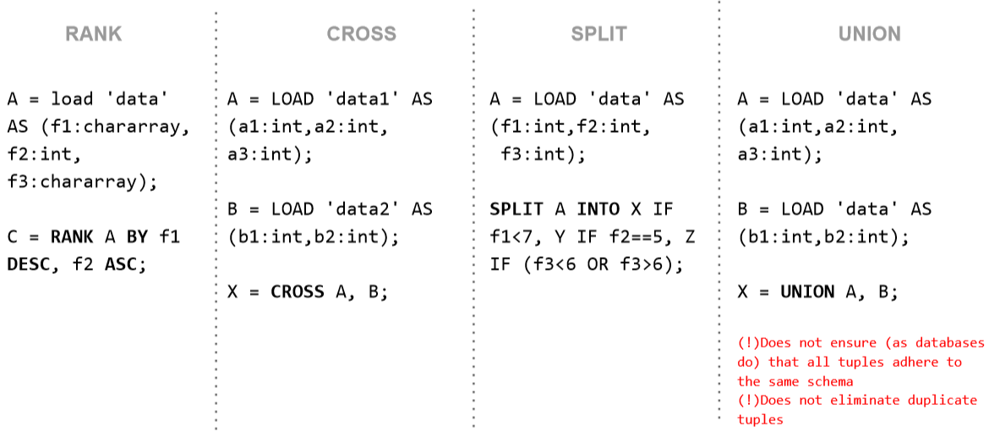 RANK
A = load 'data'
AS (f1:chararray,
f2:int,
f3:chararray);
C = RANK A BY f1
DESC, f2 ASC;
CROSS
A = LOAD 'data1' AS
(a1:int,a2:int,
a3:int);
B = LOAD 'data2' AS
(b1:int,b2:int);
X = CROSS A, B;
SPLIT
A = LOAD 'data' AS
(f1:int,f2:int,
f3:int);
SPLIT A INTO X IF
f1<7, Y IF f2==5, Z
IF (f3<6 OR f3>6);
UNION
A = LOAD 'data' AS
(a1:int,a2:int,
a3:int);
B = LOAD 'data' AS
(b1:int,b2:int);
X = UNION A, B;
(!)Does not ensure (as databases
do) that all tuples adhere to
the same schema
(!)Does not eliminate duplicate
tuples